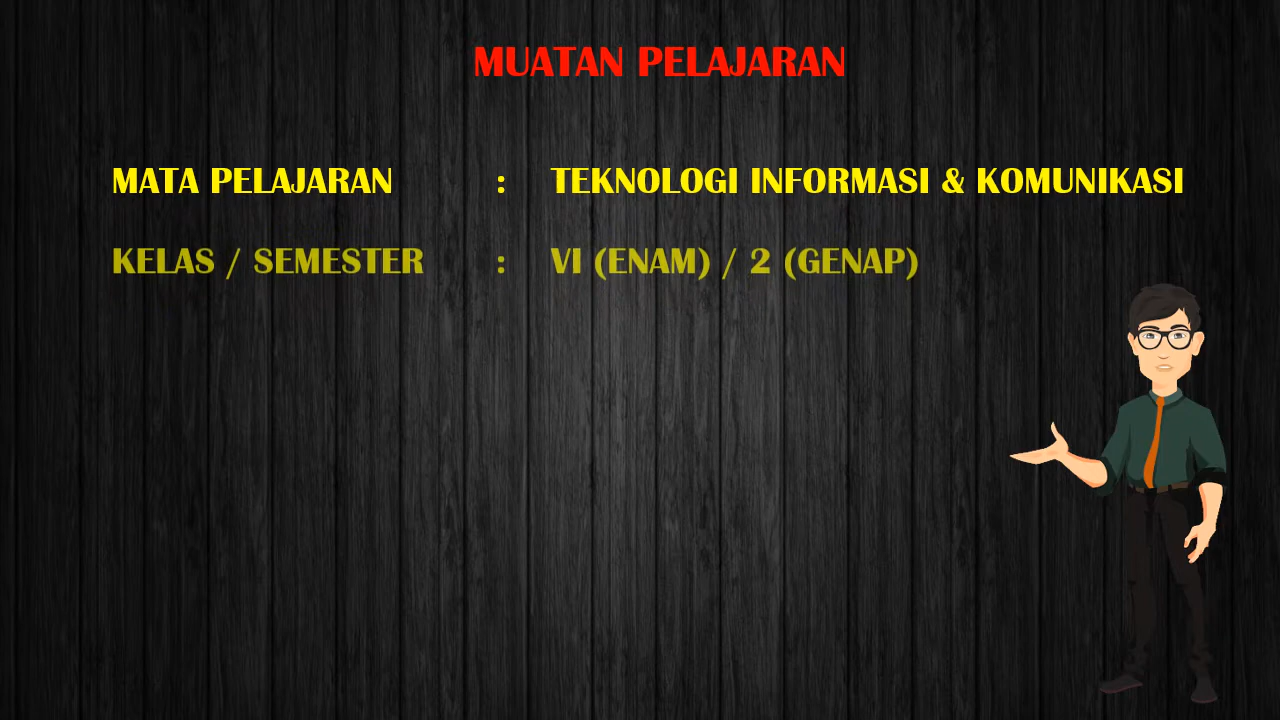 MUATAN PELAJARAN
MATA PELAJARAN : TEKNOLOGI INFORMASI & KOMUNIKASI
KELAS / SEMESTER : VI (ENAM) / 2 (GENAP)